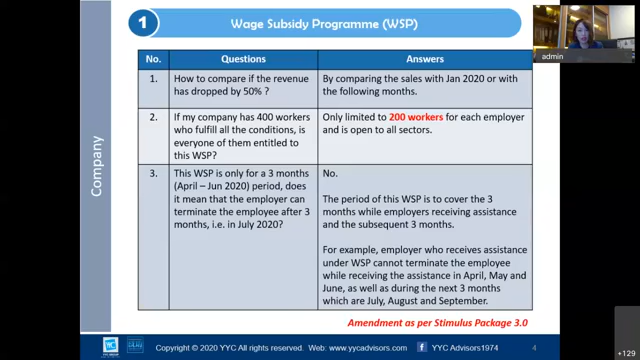 1
Wage Subsidy Programme (WSP)
admin
No.
Questions
Answers
1.
How to compare if the revenue
has dropped by 50% ?
By comparing the sales with Jan 2020 or with
the following months.
2.
If my company has 400 workers
who fulfill all the conditions, is
everyone of them entitled to
this WSP?
Only limited to 200 workers for each employer
and is open to all sectors.
3.
This WSP is only for a 3 months
(April – Jun 2020) period, does
it mean that the employer can
terminate the employee after 3
months, i.e. in July 2020?
No.
The period of this WSP is to cover the 3
months while employers receiving assistance
and the subsequent 3 months.
For example, employer who receives assistance
under WSP cannot terminate the employee
while receiving the assistance in April, May and
June, as well as during the next 3 months
which are July, August and September.
Company
Amendment as per Stimulus Package 3.0
Copyright © 2020 YYC All rights reserved. Web: www.yycadvisors.com
YYC Advisors1974
4
+129